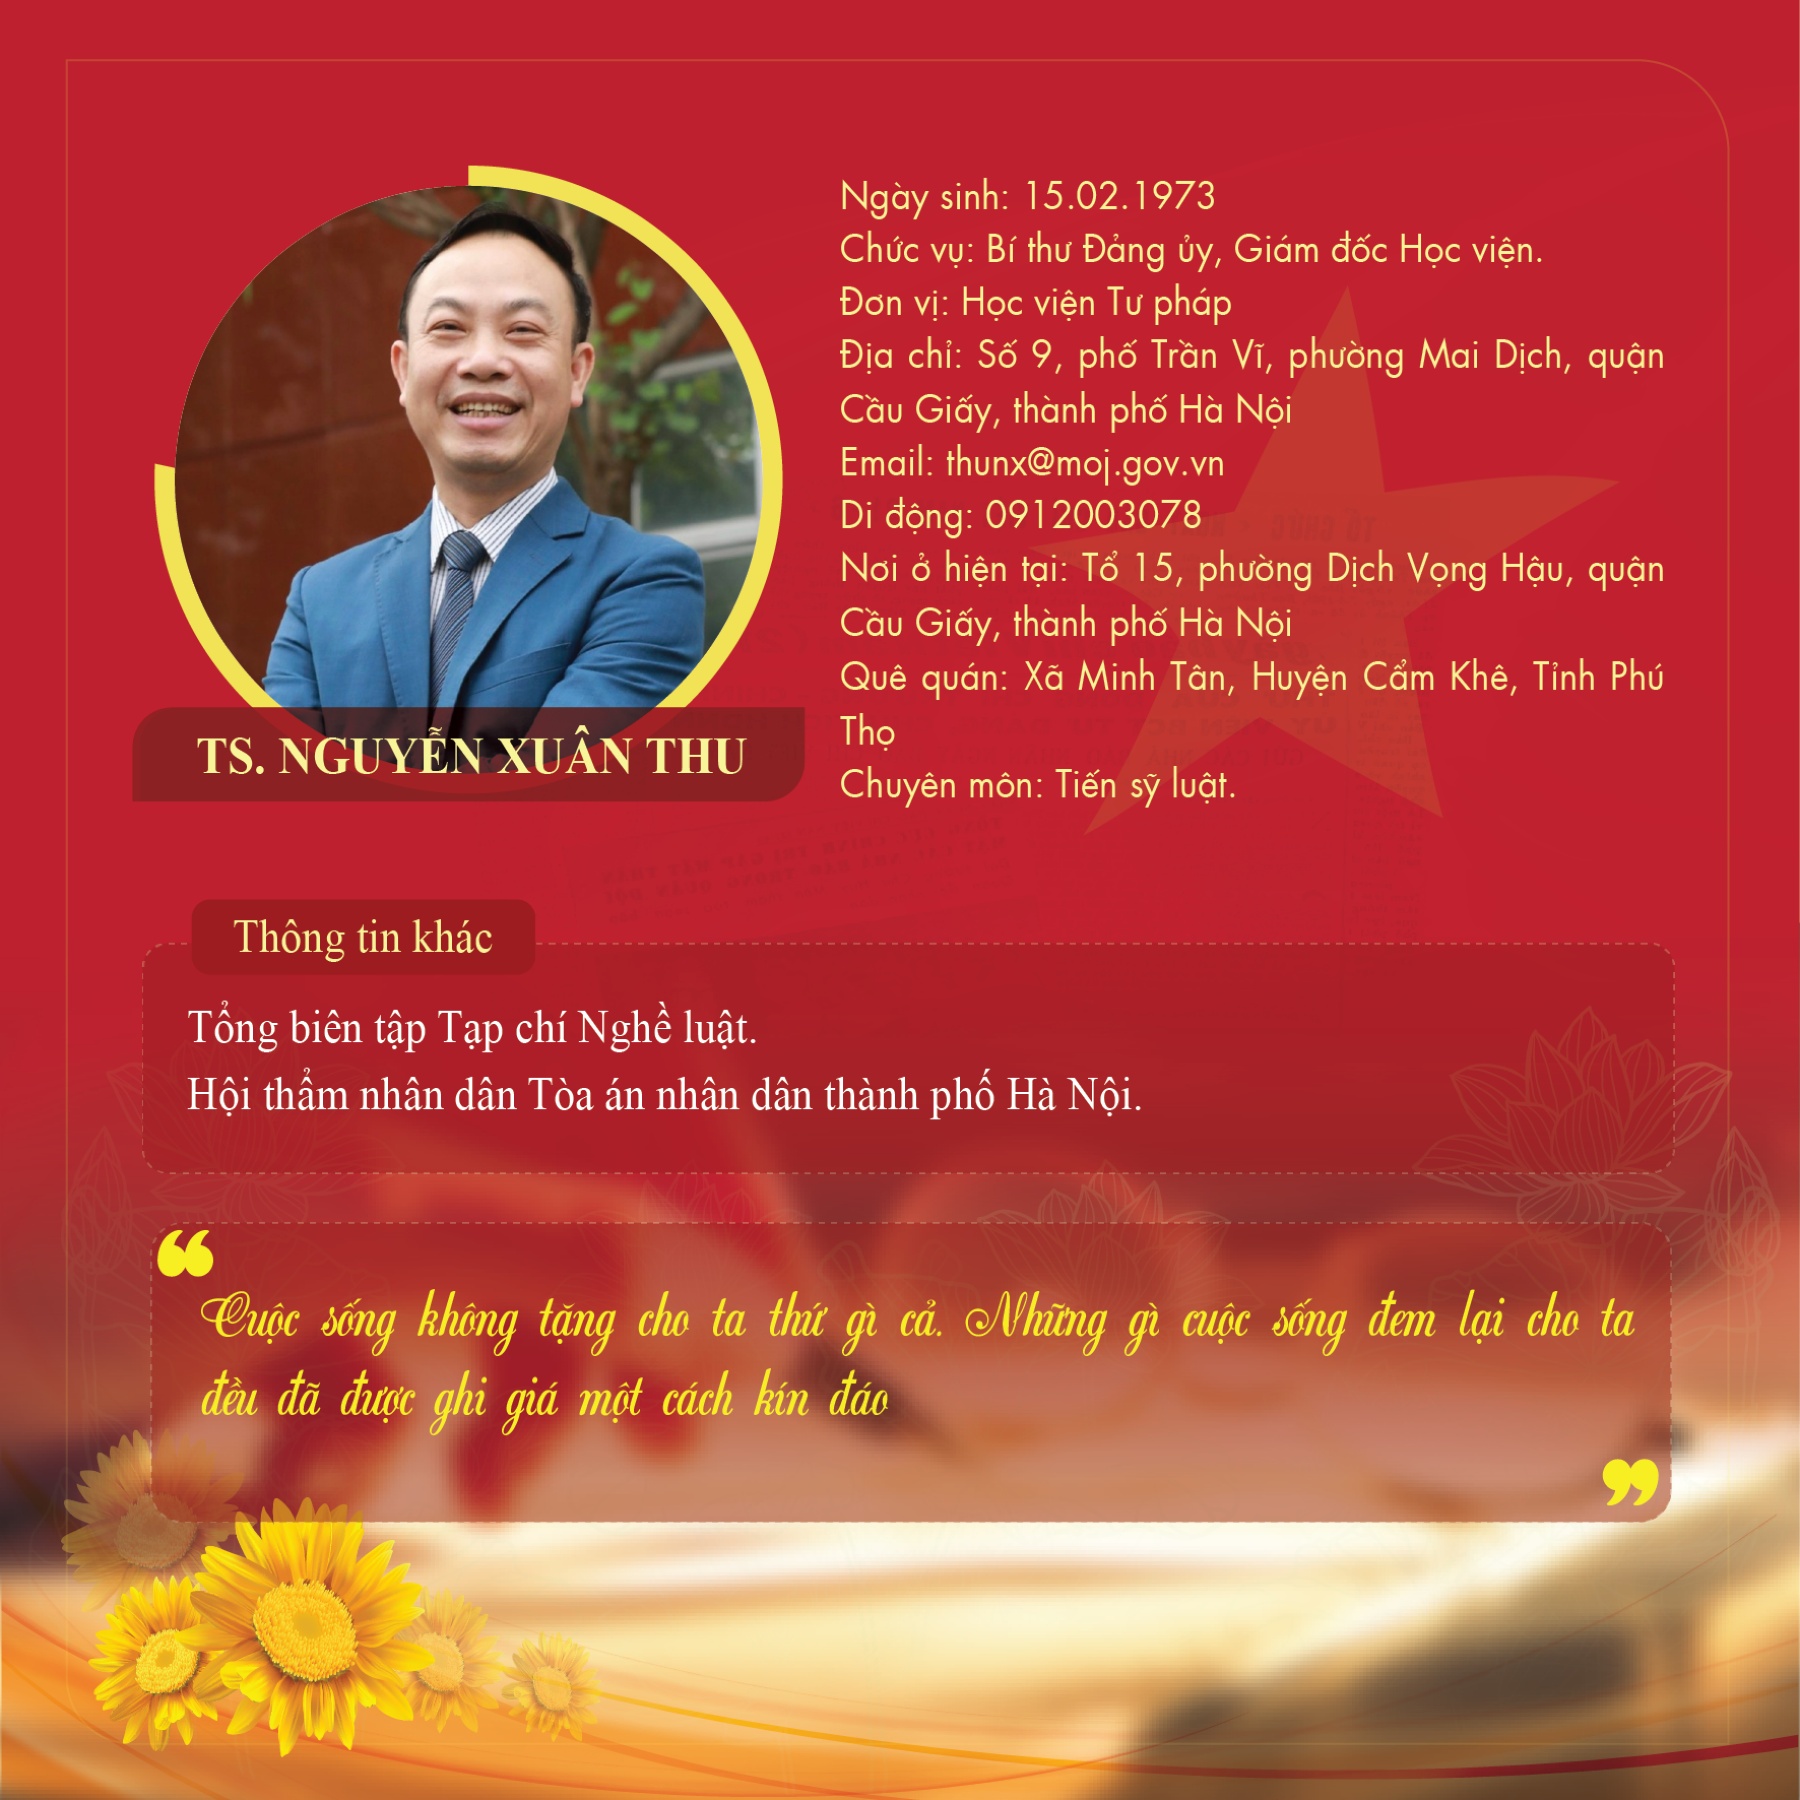 Ngày sinh: 15.02.1973
Chức vụ: Bí thư Đảng ủy, Giám đốc Học viện.
Đơn vị: Học viện Tư pháp
Địa chỉ: Số 9, phố Trần Vĩ, phường Mai Dịch, quận
Cầu Giấy, thành phố Hà Nội
Email: thunx@moj.gov.vn
Di động: 0912003078
Nơi ở hiện tại: Tổ 15, phường Dịch Vọng Hậu, quận
Cầu Giấy, thành phố Hà Nội
Quê quán: Xã Minh Tân, Huyện Cẩm Khê, Tỉnh Phú
Thọ
Chuyên môn: Tiến sỹ luật.
TS. NGUYỄN XUÂN THU
Thông tin khác
Tổng biên tập Tạp chí Nghề luật.
Hội thẩm nhân dân Tòa án nhân dân thành phố Hà Nội.
“Cuộc sống không tặng cho ta thứ gì cả. Những gì cuộc sống đem lại cho ta
đều đã được ghi giá một cách kín đáo”